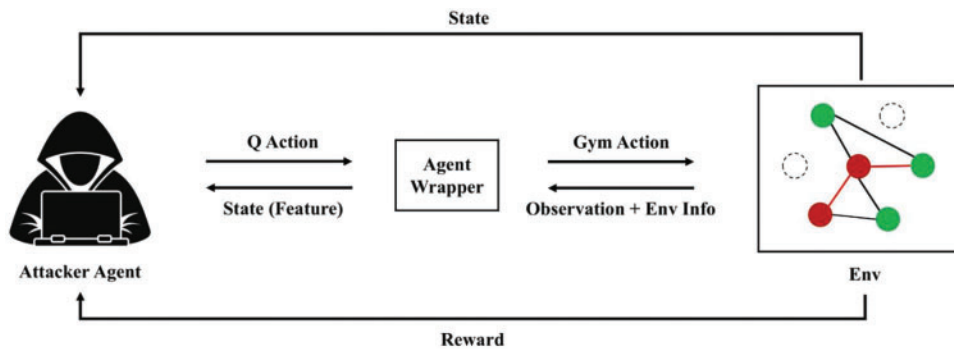 State
Q Action
State (Feature)
Agent
Wrapper
Gym Action
Observation + Env Info
Attacker Agent
Env
Reward